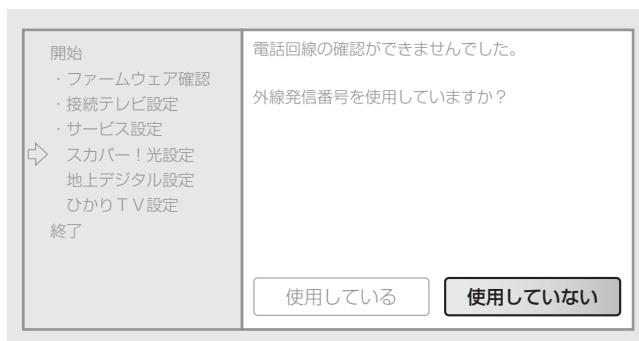 開始
・ファームウェア確認
・接続テレビ設定
・サービス設定
スカパー！光設定
地上デジタル設定
ひかりＴＶ設定
終了
電話回線の確認ができませんでした。
外線発信番号を使用していますか？
使用している
使用していない